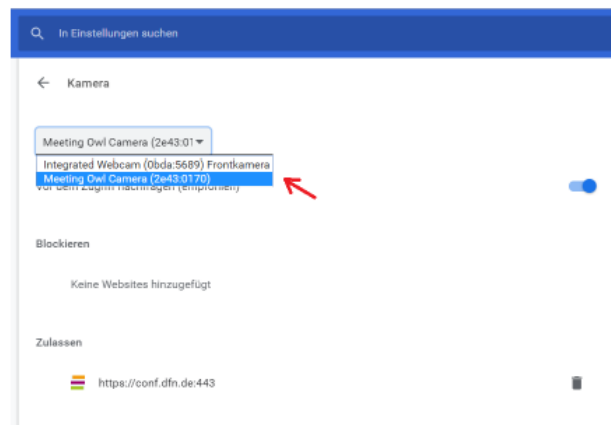 In Einstellungen suchen
Kamera
Meeting Owl Camera (2e43:01
Integrated Webcam (0bda:5689) Frontkamera
Meeting Owl Camera (2e43:0170)
Vor dem Zugriff nachfragen (empfohlen)
Blockieren
Keine Websites hinzugefügt
Zulassen
https://conf.dfn.de:443